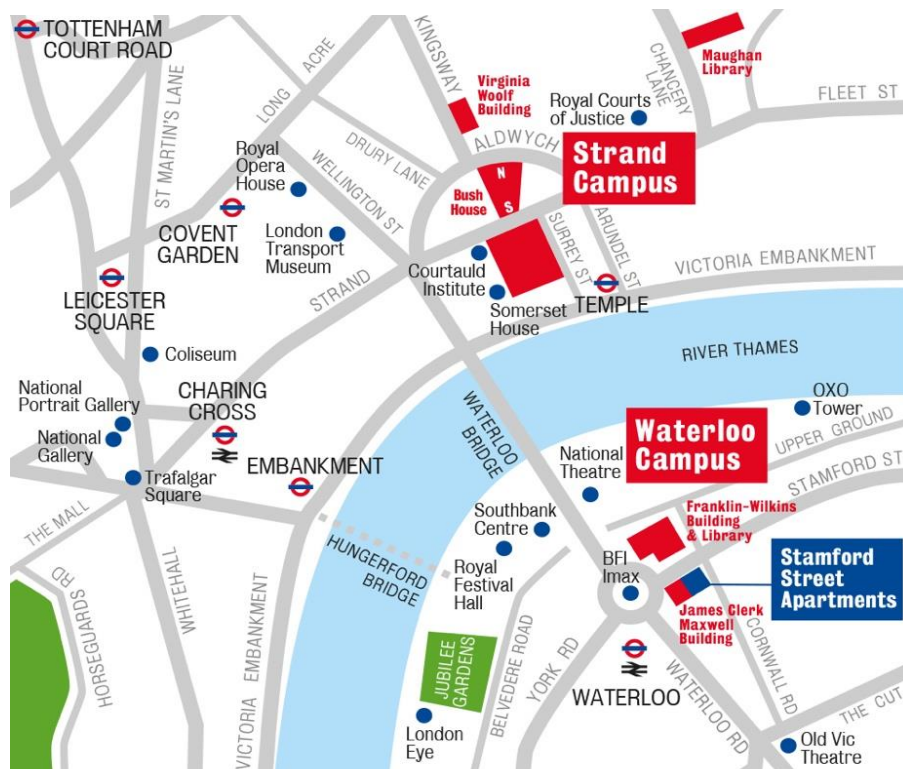 TOTTENHAM
COURT ROAD
ST MARTIN'S LANE
LONG ACRE
DRURY LANE
KINGSWAY
Virginia
Woolf
Building
ALDWYCH
Royal Courts
of Justice
CHANCERY
LANE
Maughan
Library
FLEET ST
Strand
Campus
Royal
Opera
House
WELLINGTON ST
Bush
House
N
S
COVENT
GARDEN
London
Transport
Museum
STRAND
Courtauld
Institute
Somerset
House
SURREY ST
ARUNDEL ST
TEMPLE
VICTORIA EMBANKMENT
LEICESTER
SQUARE
Coliseum
RIVER THAMES
National
Portrait Gallery
National
Gallery
CHARING
CROSS
Trafalgar
Square
EMBANKMENT
WATERLOO
BRIDGE
OXO
Tower
Waterloo
Campus
UPPER GROUND
National
Theatre
STAMFORD ST
THE MALL
HUNGERFORD
BRIDGE
Southbank
Centre
Royal
Festival
Hall
Franklin-Wilkins
Building
& Library
BFI
Imax
Stamford
Street
Apartments
James Clerk
Maxwell
Building
HORSEGUARDS RD
WHITEHALL
VICTORIA EMBANKMENT
JUBILEE
GARDENS
BELVEDERE ROAD
YORK RD
WATERLOO
WATERLOO RD
CORNWALL RD
THE CUT
London
Eye
Old Vic
Theatre